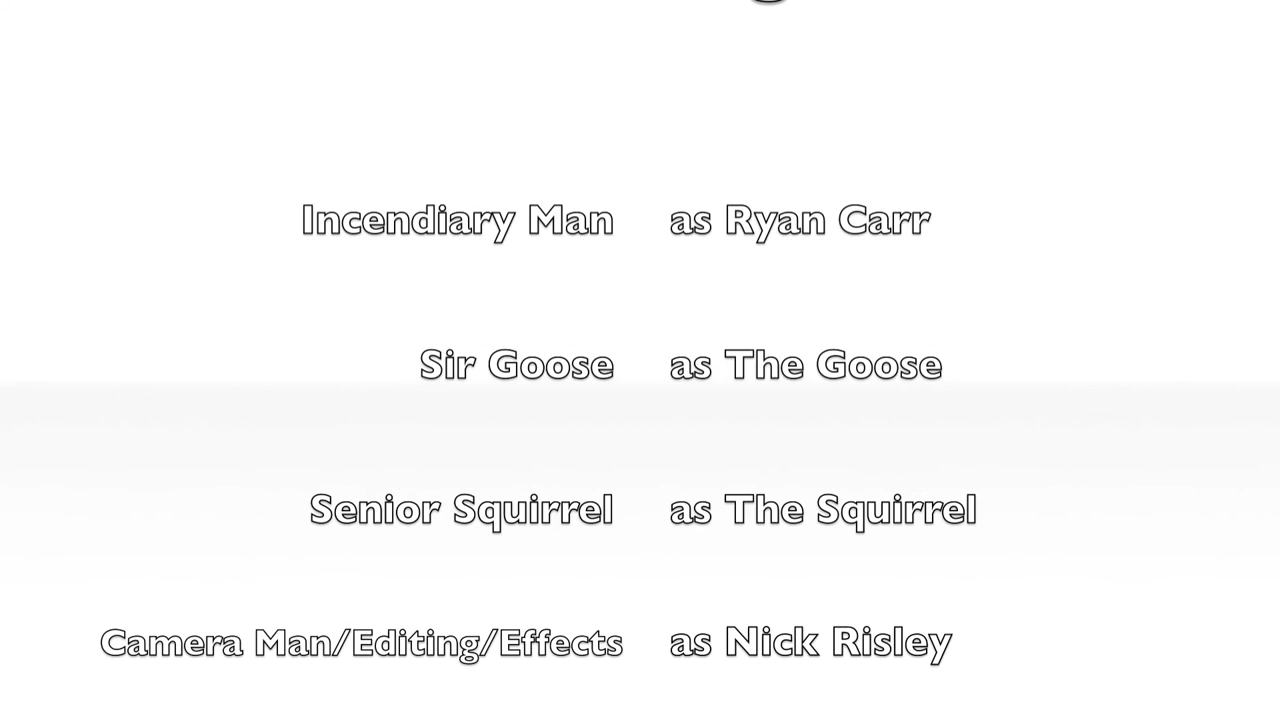 Incendiary Man as Ryan Carr
Sir Goose as The Goose
Senior Squirrel as The Squirrel
Camera Man/Editing/Effects as Nick Risley